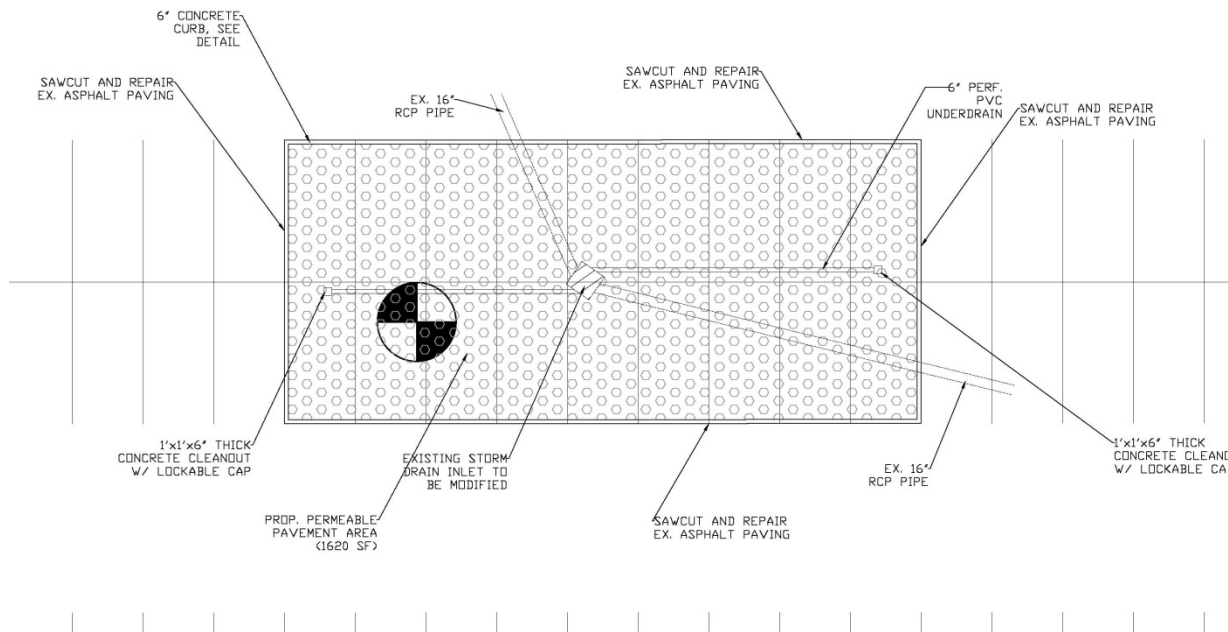 6" CONCRETE
CURB, SEE
DETAIL
SAWCUT AND REPAIR
EX. ASPHALT PAVING
EX. 16"
RCP PIPE
SAWCUT AND REPAIR
EX. ASPHALT PAVING
6" PERF.
PVC
UNDERDRAIN
SAWCUT AND REPAIR
EX. ASPHALT PAVING
1'x1'x6" THICK
CONCRETE CLEANOUT
W/ LOCKABLE CAP
EXISTING STORM
DRAIN INLET TO
BE MODIFIED
PROP. PERMEABLE
PAVEMENT AREA
(1620 SF)
SAWCUT AND REPAIR
EX. ASPHALT PAVING
EX. 16"
RCP PIPE
1'x1'x6" THICK
CONCRETE CLEANO
W/ LOCKABLE CA